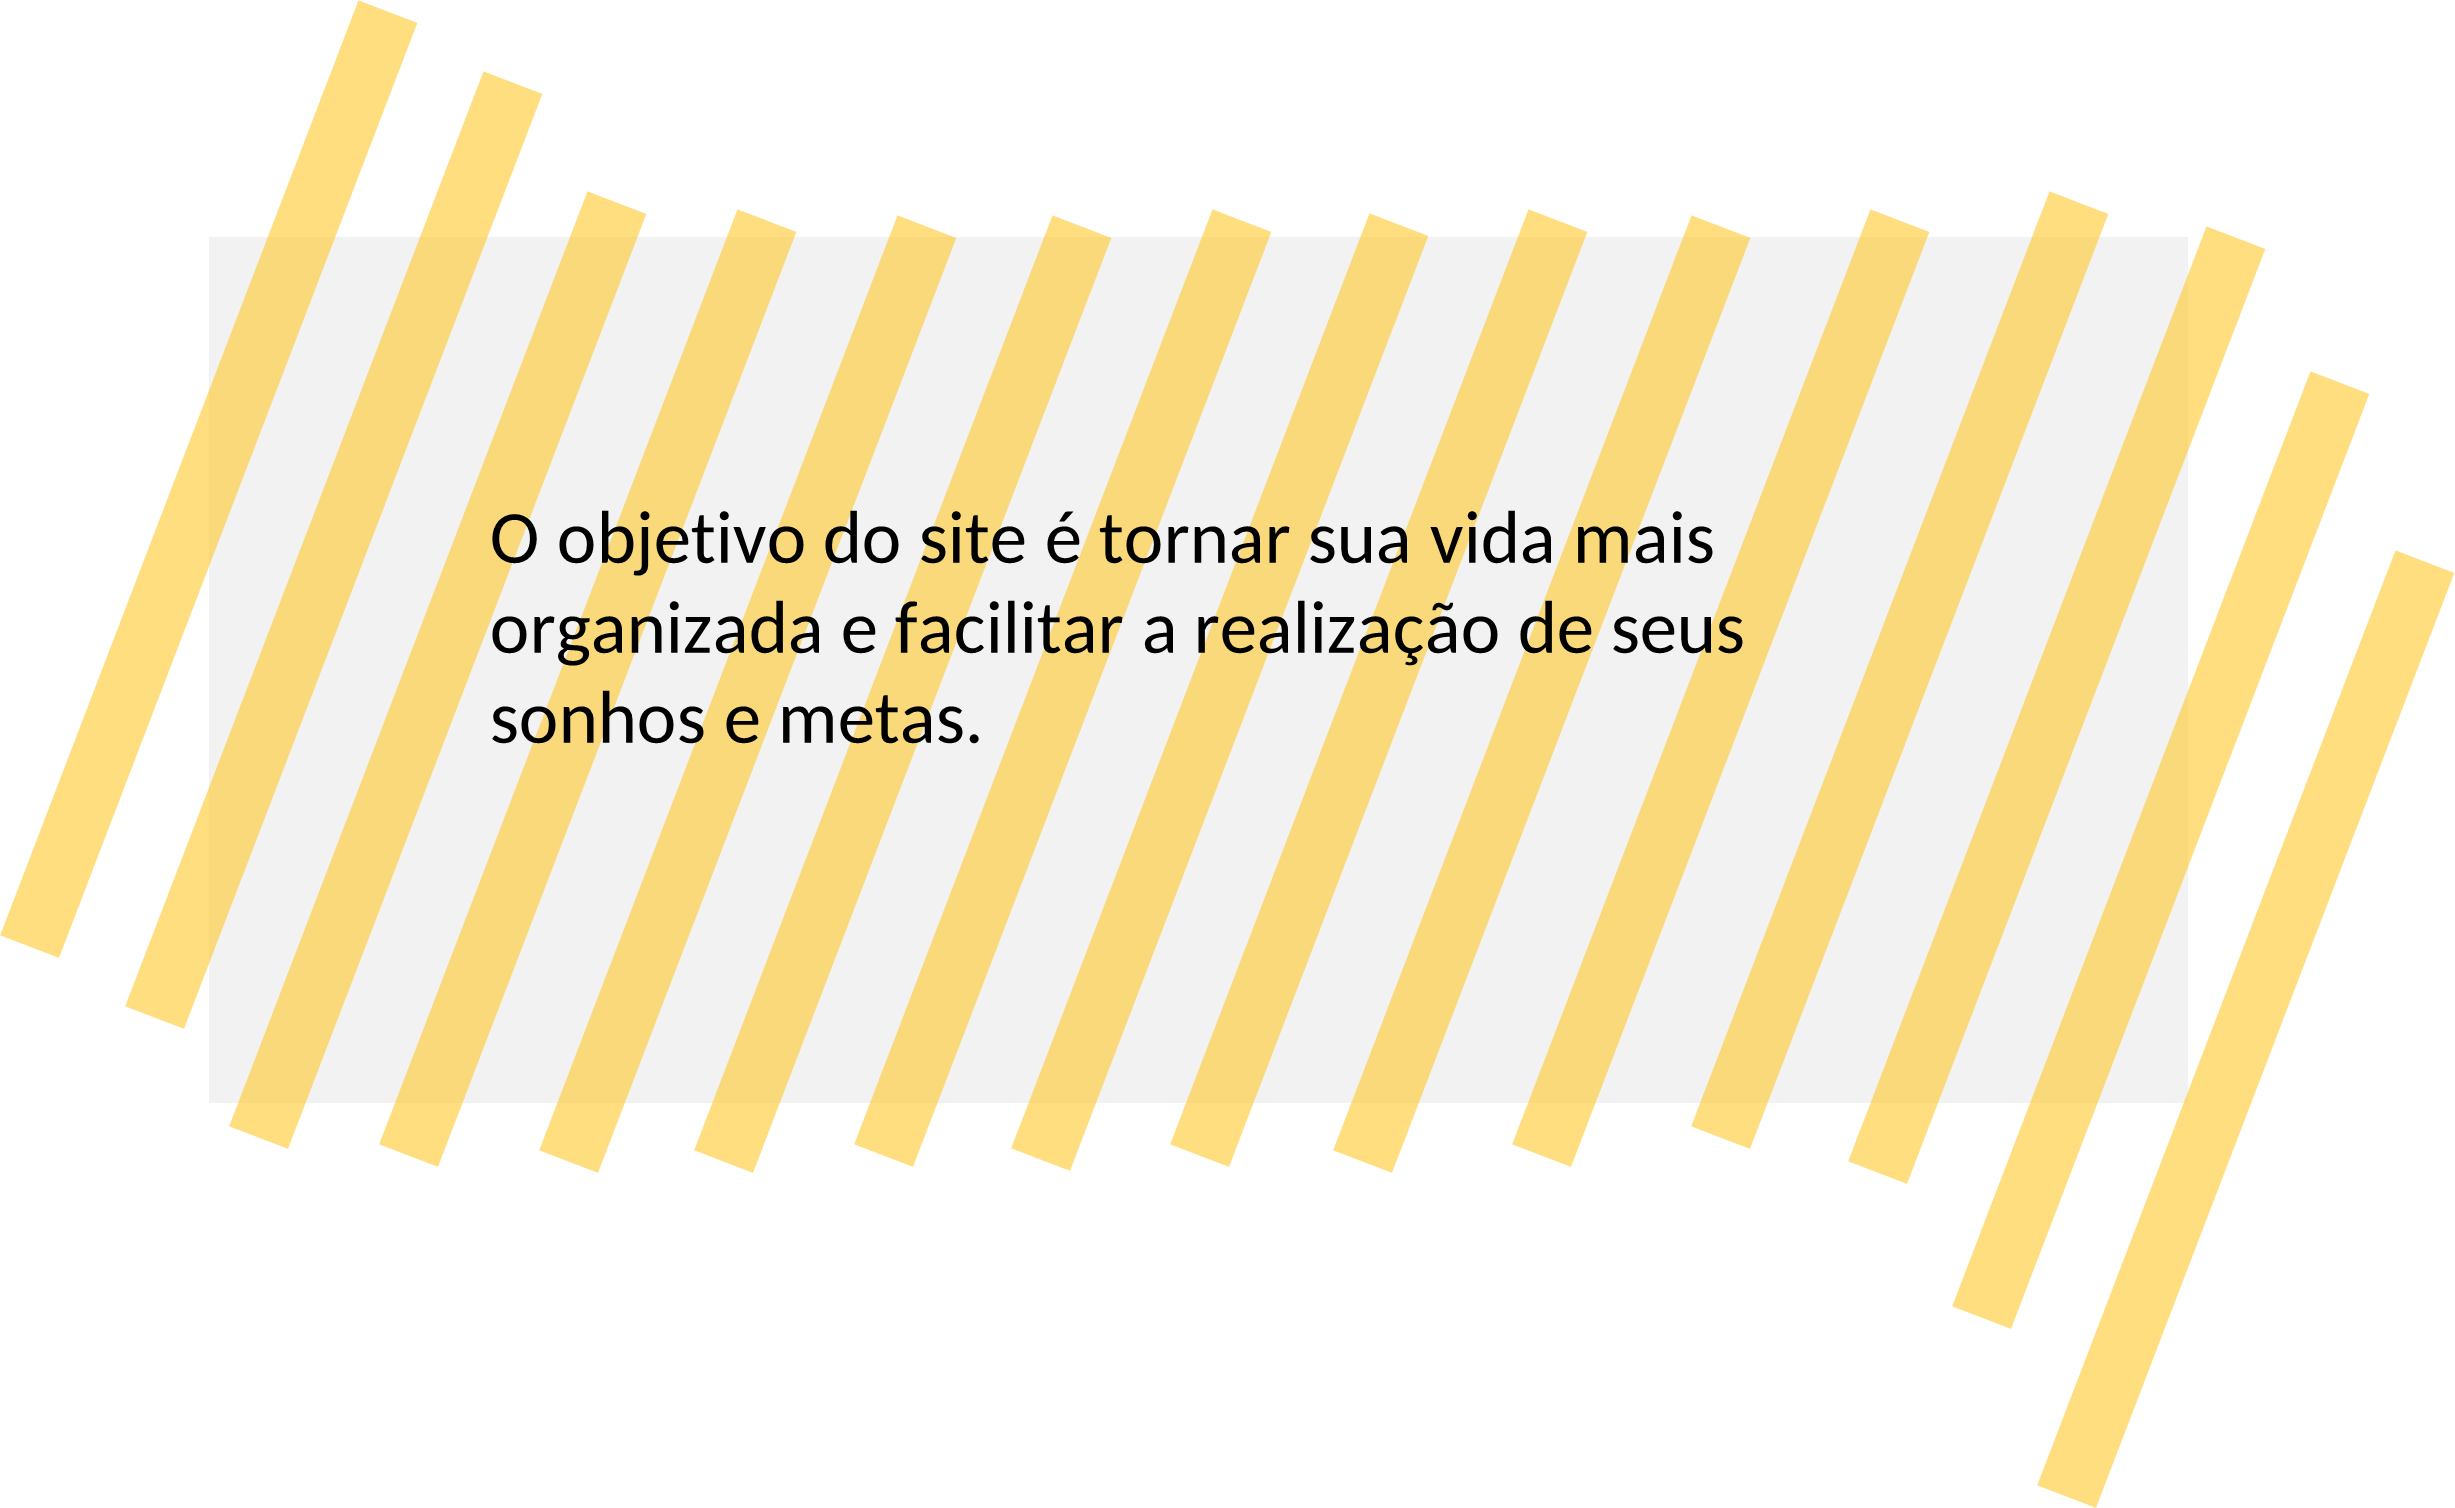 O objetivo do site é tornar sua vida mais
organizada e facilitar a realização de seus
sonhos e metas.